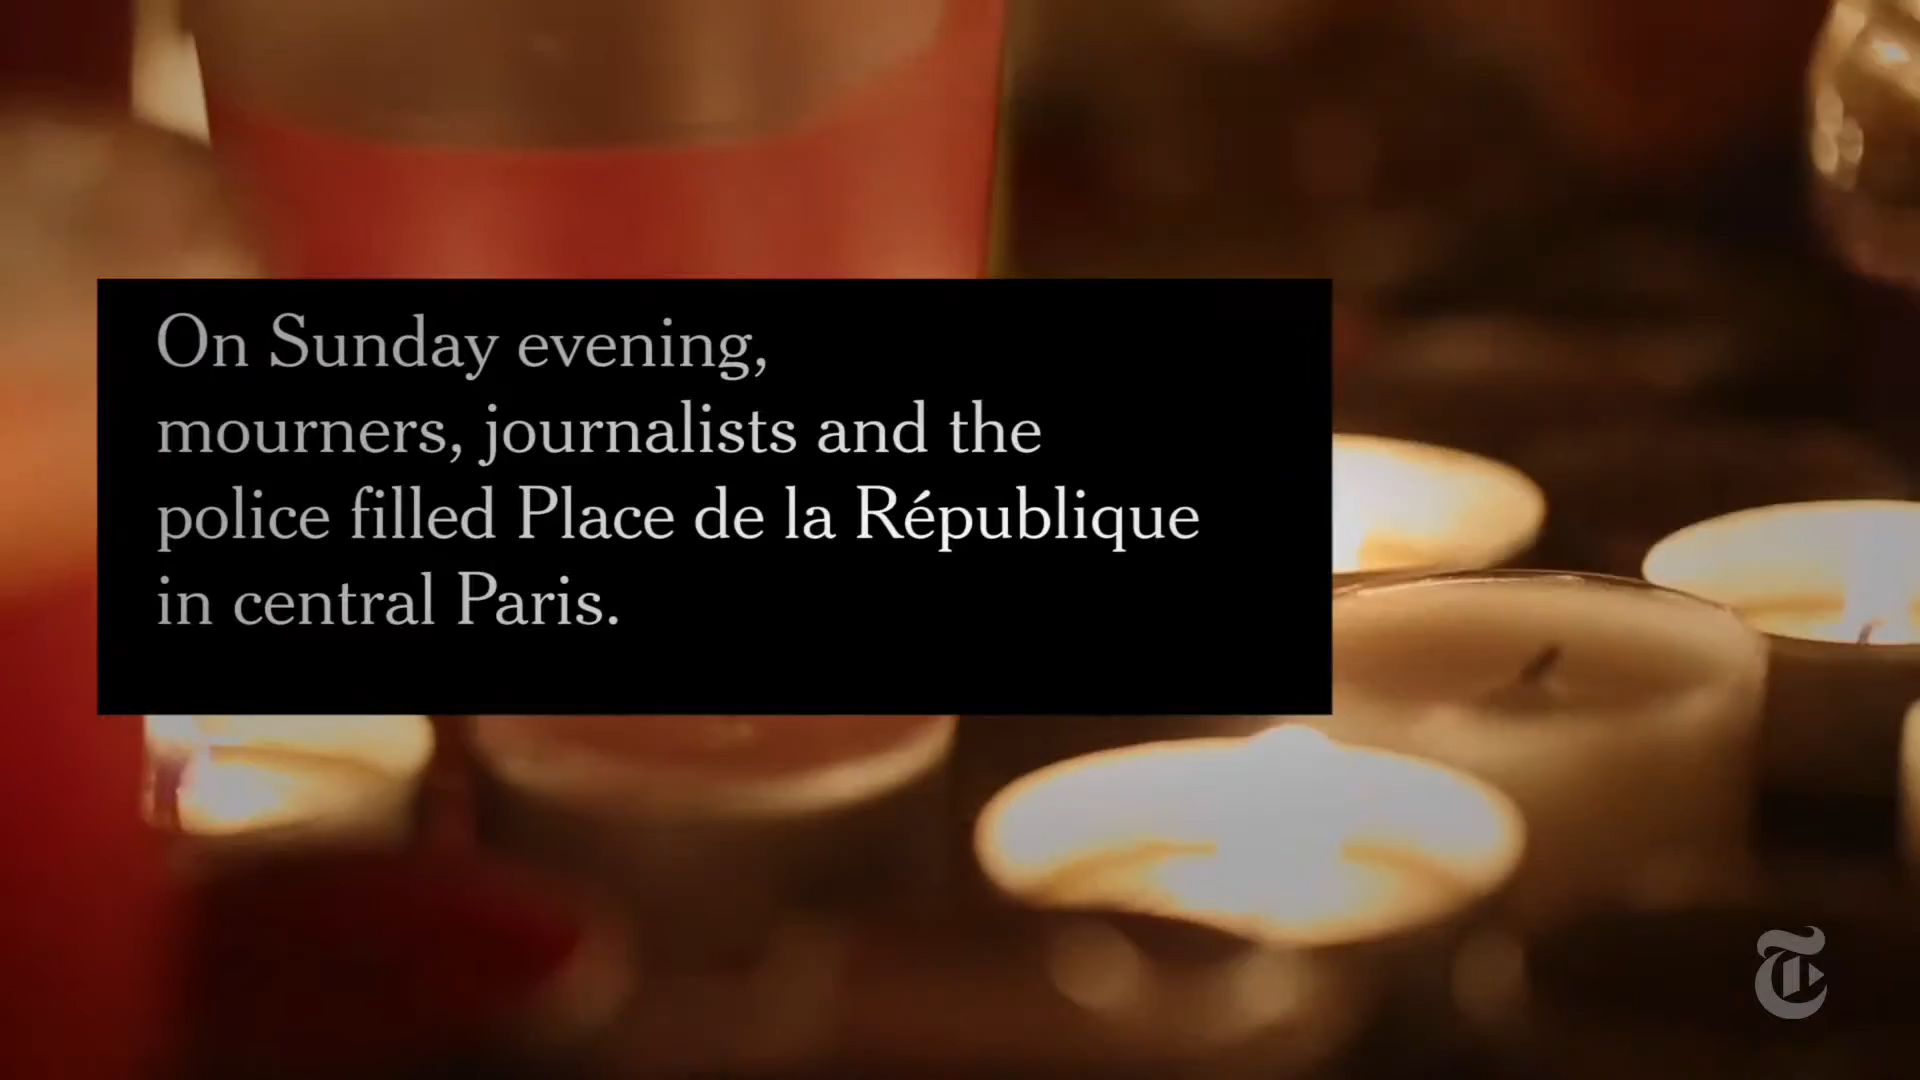 On Sunday evening,
mourners, journalists and the
police filled Place de la République
in central Paris.